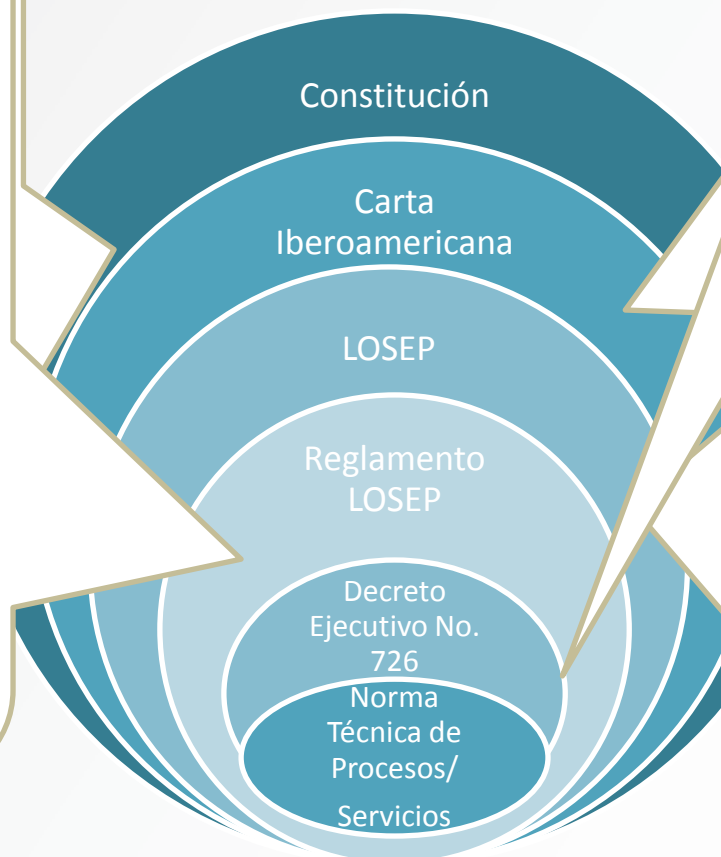 Constitución
Carta
Iberoamericana
LOSEP
Reglamento
LOSEP
Decreto
Ejecutivo No.
726
Norma
Técnica de
Procesos/
Servicios